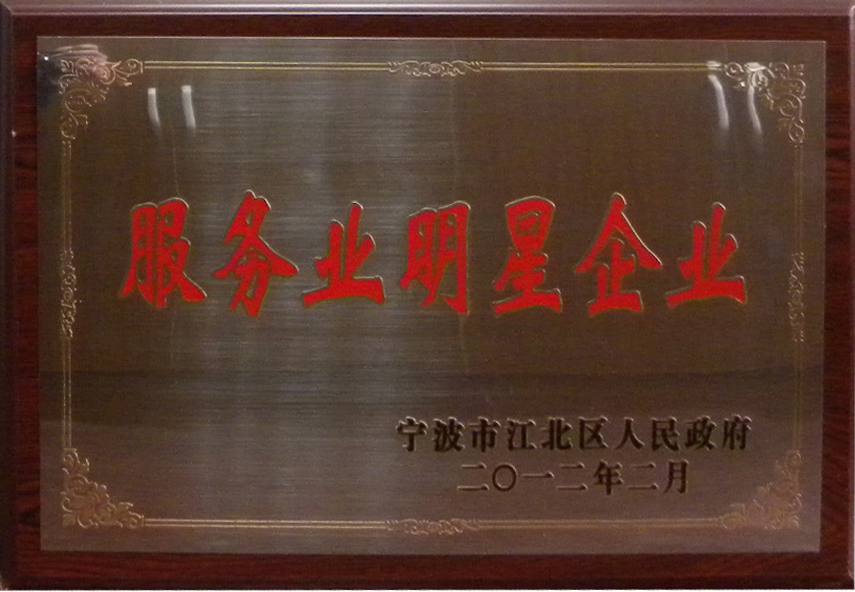 服务业明星企业
宁波市江北区人民政府
二〇一二年二月